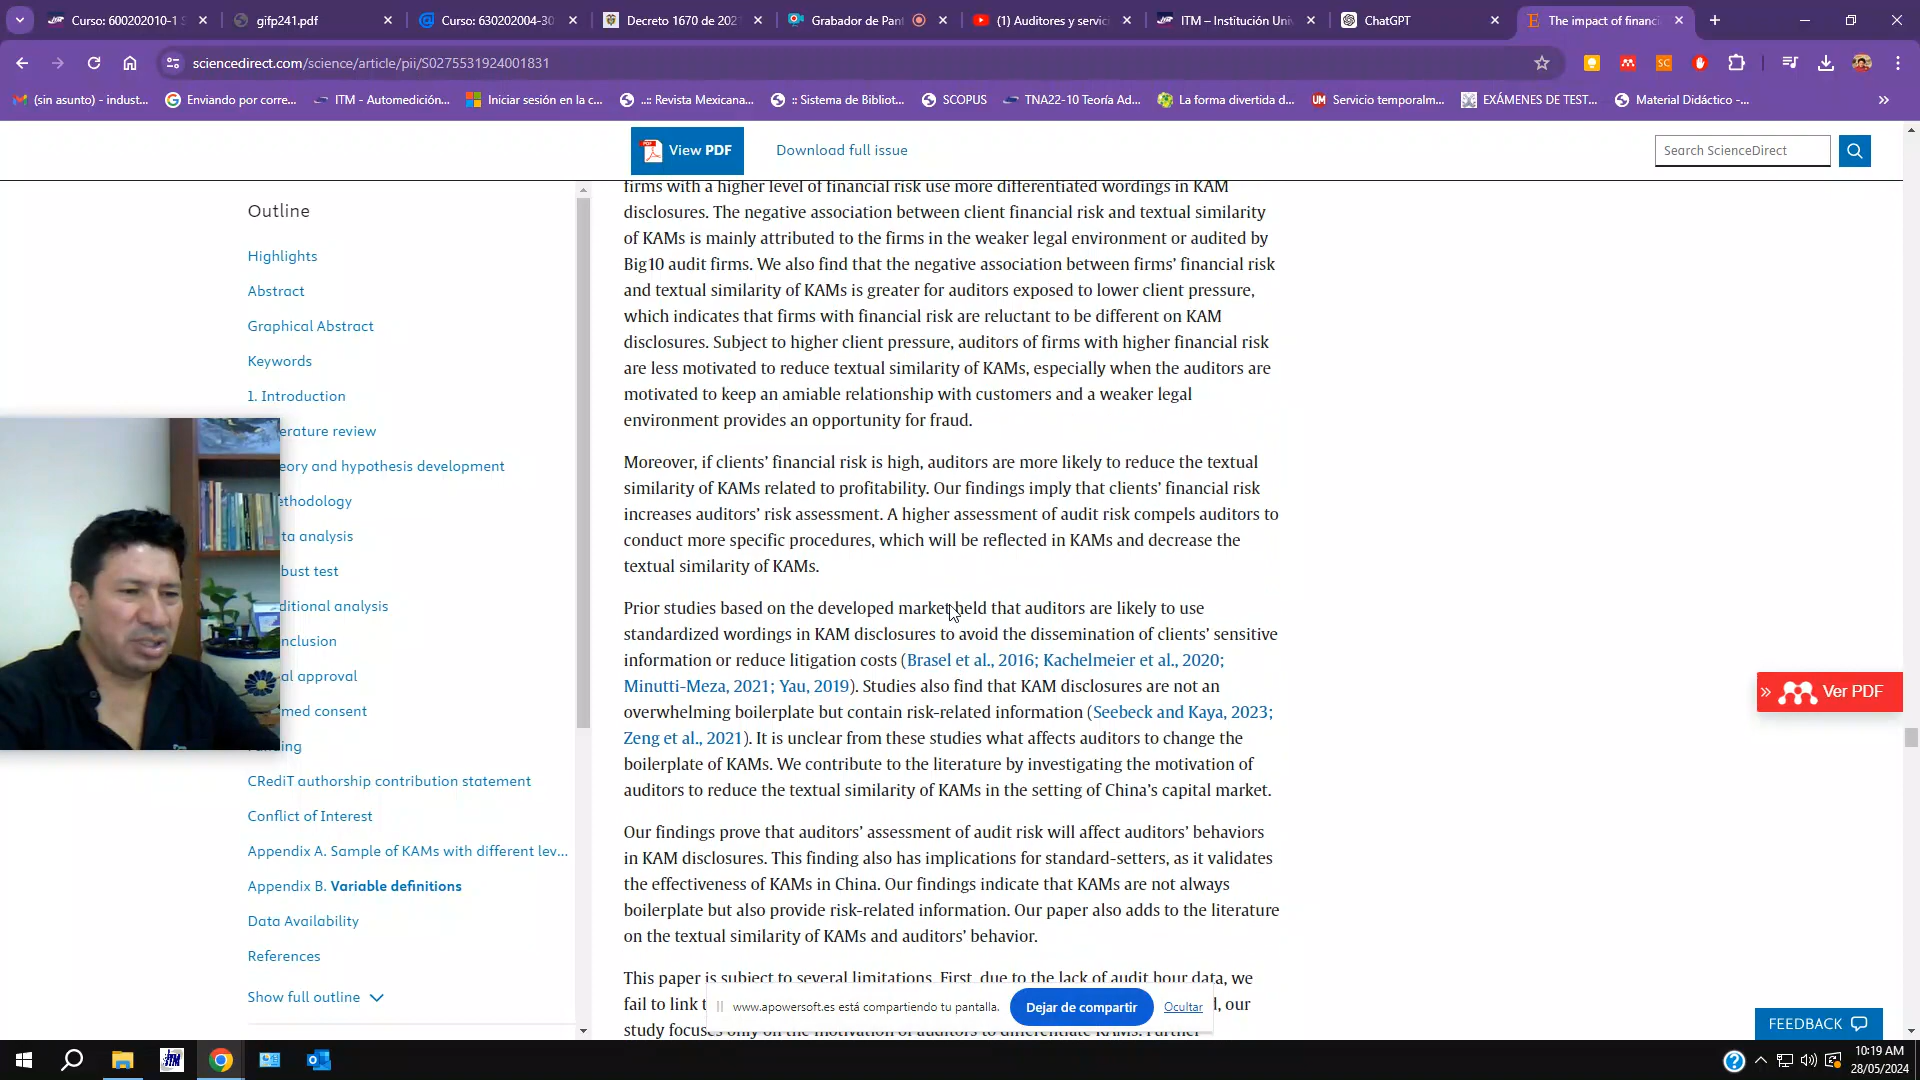 Curso: 600202010-1 S
gifp241.pdf
Curso: 630202004-30
Decreto 1670 de 202
Grabador de Pant
(1) Auditores y servic
ITM – Institución Uni
ChatGPT
The impact of financi
sciencedirect.com/science/article/pii/S0275531924001831
(sin asunto) - indust...
Enviando por corre...
ITM - Automedición...
Iniciar sesión en la c...
..:: Revista Mexicana...
:: Sistema de Bibliot...
SCOPUS
TNA22-10 Teoría Ad...
La forma divertida d...
UM Servicio temporalm...
EXÁMENES DE TEST...
Material Didáctico -...
View PDF
Download full issue
Search ScienceDirect
Outline
Highlights
Abstract
Graphical Abstract
Keywords
1. Introduction
erature review
eory and hypothesis development
ethodology
ta analysis
bust test
ditional analysis
nclusion
al approval
med consent
nding
CRediT authorship contribution statement
Conflict of Interest
Appendix A. Sample of KAMs with different lev...
Appendix B. Variable definitions
Data Availability
References
Show full outline
firms with a higher level of financial risk use more differentiated wordings in KAM
disclosures. The negative association between client financial risk and textual similarity
of KAMs is mainly attributed to the firms in the weaker legal environment or audited by
Big10 audit firms. We also find that the negative association between firms’ financial risk
and textual similarity of KAMs is greater for auditors exposed to lower client pressure,
which indicates that firms with financial risk are reluctant to be different on KAM
disclosures. Subject to higher client pressure, auditors of firms with higher financial risk
are less motivated to reduce textual similarity of KAMs, especially when the auditors are
motivated to keep an amiable relationship with customers and a weaker legal
environment provides an opportunity for fraud.
Moreover, if clients’ financial risk is high, auditors are more likely to reduce the textual
similarity of KAMs related to profitability. Our findings imply that clients’ financial risk
increases auditors’ risk assessment. A higher assessment of audit risk compels auditors to
conduct more specific procedures, which will be reflected in KAMs and decrease the
textual similarity of KAMs.
Prior studies based on the developed market held that auditors are likely to use
standardized wordings in KAM disclosures to avoid the dissemination of clients’ sensitive
information or reduce litigation costs (Brasel et al., 2016; Kachelmeier et al., 2020;
Minutti-Meza, 2021; Yau, 2019). Studies also find that KAM disclosures are not an
overwhelming boilerplate but contain risk-related information (Seebeck and Kaya, 2023;
Zeng et al., 2021). It is unclear from these studies what affects auditors to change the
boilerplate of KAMs. We contribute to the literature by investigating the motivation of
auditors to reduce the textual similarity of KAMs in the setting of China’s capital market.
Our findings prove that auditors’ assessment of audit risk will affect auditors’ behaviors
in KAM disclosures. This finding also has implications for standard-setters, as it validates
the effectiveness of KAMs in China. Our findings indicate that KAMs are not always
boilerplate but also provide risk-related information. Our paper also adds to the literature
on the textual similarity of KAMs and auditors’ behavior.
This paper is subject to several limitations. First, due to the lack of audit hour data, we
fail to link t
, our
study focuses only on the motivation of auditors to differentiate KAMs. Further
www.apowersoft.es está compartiendo tu pantalla.
Dejar de compartir
Ocultar
Ver PDF
FEEDBACK
10:19 AM
28/05/2024